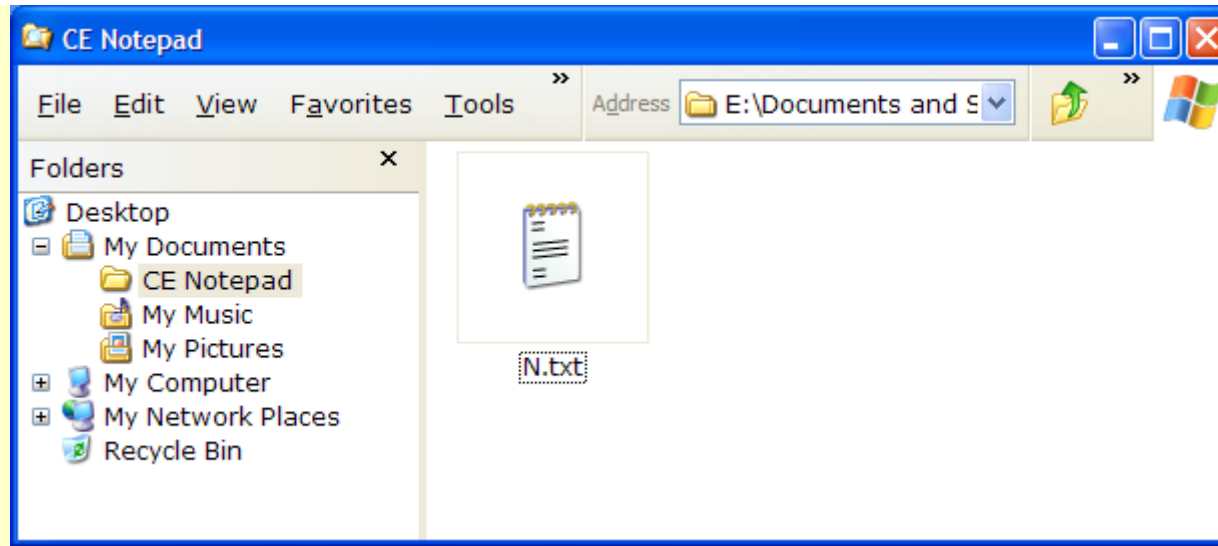 CE Notepad
File Edit View Favorites Tools » Address E:\Documents and S »
Folders
Desktop
My Documents
CE Notepad
My Music
My Pictures
My Computer
My Network Places
Recycle Bin
N.txt